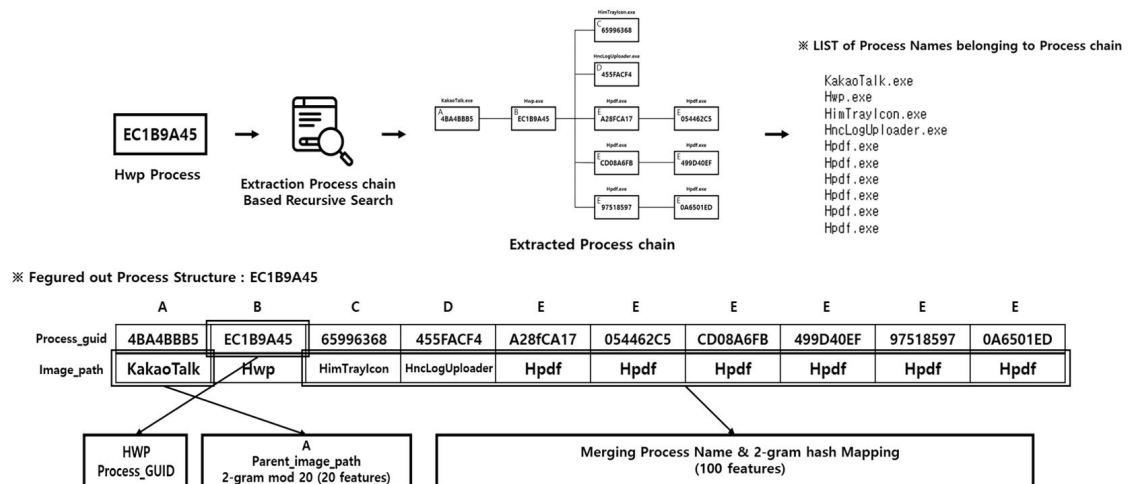 HimTrayIcon.exe
C
65996368
HncLogUploader.exe
D
455FACF4
KakaoTalk.exe
A
4BA4BBB5
Hwp.exe
B
EC1B9A45
Hpdf.exe
E
A28FCA17
Hpdf.exe
E
054462C5
Hpdf.exe
E
CD08A6FB
Hpdf.exe
E
499D40EF
Hpdf.exe
E
97518597
Hpdf.exe
E
0A6501ED
EC1B9A45
Hwp Process
Extraction Process chain
Based Recursive Search
Extracted Process chain
※ LIST of Process Names belonging to Process chain
KakaoTalk.exe
Hwp.exe
HimTrayIcon.exe
HncLogUploader.exe
Hpdf.exe
Hpdf.exe
Hpdf.exe
Hpdf.exe
Hpdf.exe
Hpdf.exe
※ Fegured out Process Structure : EC1B9A45
A B C D E E E E E E
Process_guid 4BA4BBB5 EC1B9A45 65996368 455FACF4 A28fCA17 054462C5 CD08A6FB 499D40EF 97518597 0A6501ED
Image_path KakaoTalk Hwp HimTrayIcon HncLogUploader Hpdf Hpdf Hpdf Hpdf Hpdf Hpdf
HWP
Process_GUID
A
Parent_image_path
2-gram mod 20 (20 features)
Merging Process Name & 2-gram hash Mapping
(100 features)